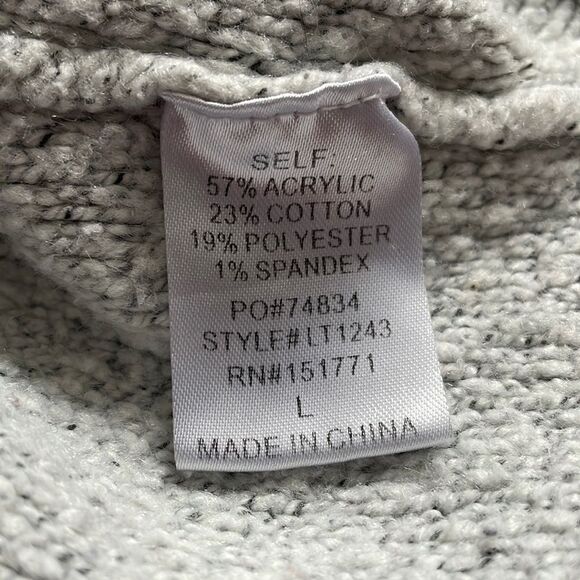 SELF:
57% ACRYLIC
23% COTTON
19% POLYESTER
1% SPANDEX
PO#74834
STYLE#LT1243
RN#151771
L
MADE IN CHINA